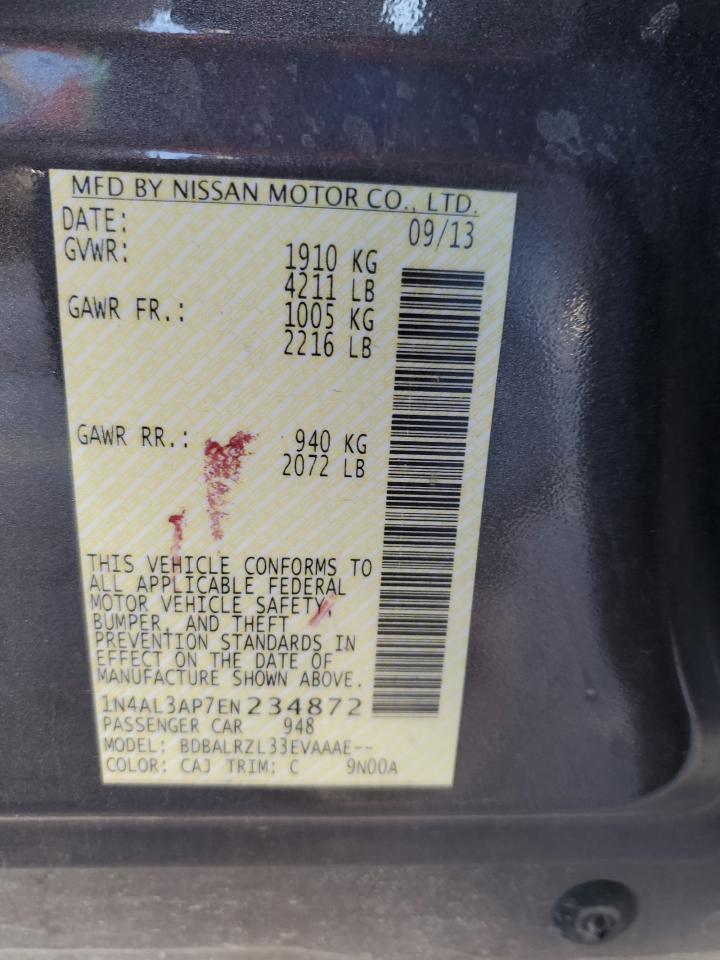 MFD BY NISSAN MOTOR CO., LTD.
DATE: 09/13
GVWR: 1910 KG
4211 LB
GAWR FR.: 1005 KG
2216 LB
GAWR RR.: 940 KG
2072 LB
THIS VEHICLE CONFORMS TO
ALL APPLICABLE FEDERAL
MOTOR VEHICLE SAFETY,
BUMPER, AND THEFT
PREVENTION STANDARDS IN
EFFECT ON THE DATE OF
MANUFACTURE SHOWN ABOVE.
1N4AL3AP7EN234872
PASSENGER CAR 948
MODEL: BDBALRZL33EVAAAE--
COLOR: CAJ TRIM: C 9N00A